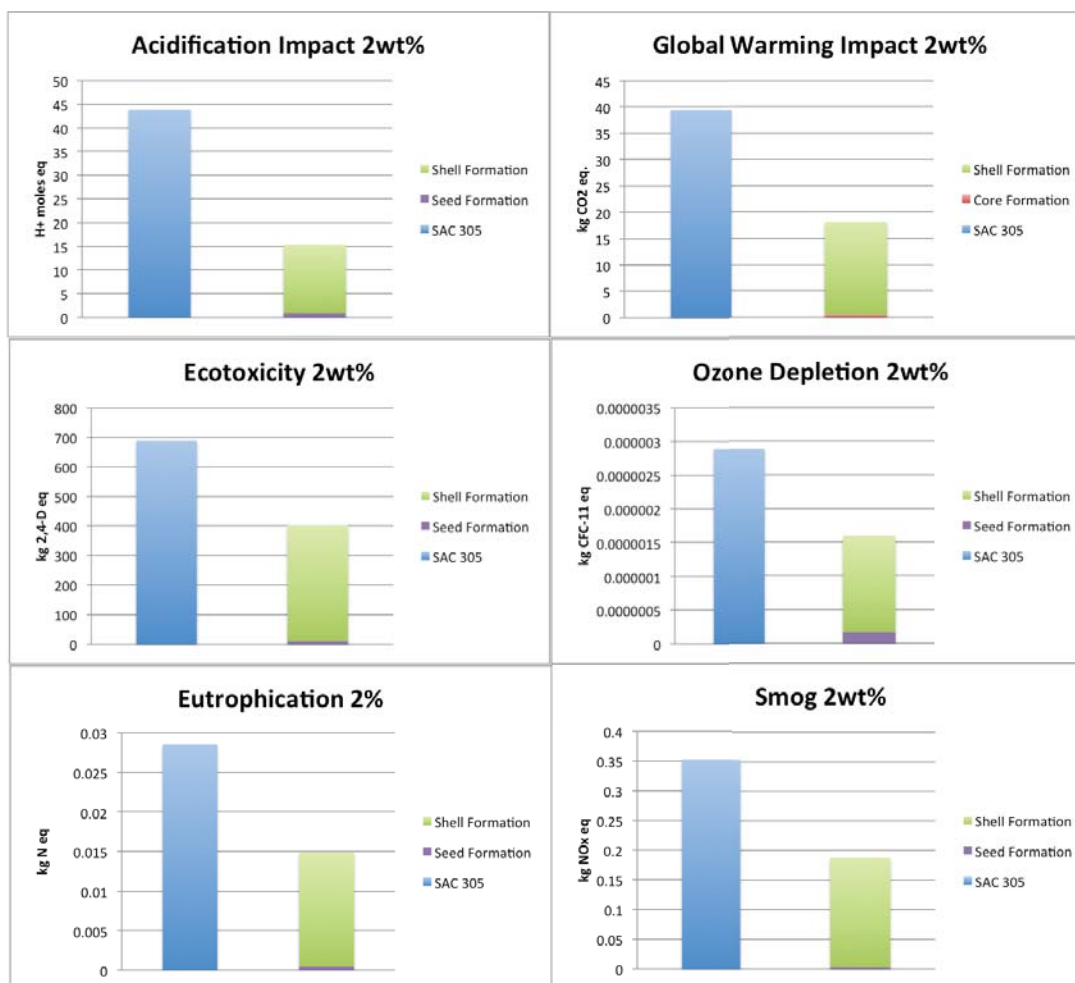 Acidification Impact 2wt%
50
45
40
35
30
25
20
15
10
5
0
H+ moles eq
Shell Formation
Seed Formation
SAC 305
Global Warming Impact 2wt%
45
40
35
30
25
20
15
10
5
0
kg CO2 eq.
Shell Formation
Core Formation
SAC 305
Ecotoxicity 2wt%
800
700
600
500
400
300
200
100
0
kg 2,4-D eq
Shell Formation
Seed Formation
SAC 305
Ozone Depletion 2wt%
0.0000035
0.000003
0.0000025
0.000002
0.0000015
0.000001
0.0000005
0
kg CFC-11 eq
Shell Formation
Seed Formation
SAC 305
Eutrophication 2%
0.03
0.025
0.02
0.015
0.01
0.005
0
kg N eq
Shell Formation
Seed Formation
SAC 305
Smog 2wt%
0.4
0.35
0.3
0.25
0.2
0.15
0.1
0.05
0
kg NOx eq
Shell Formation
Seed Formation
SAC 305